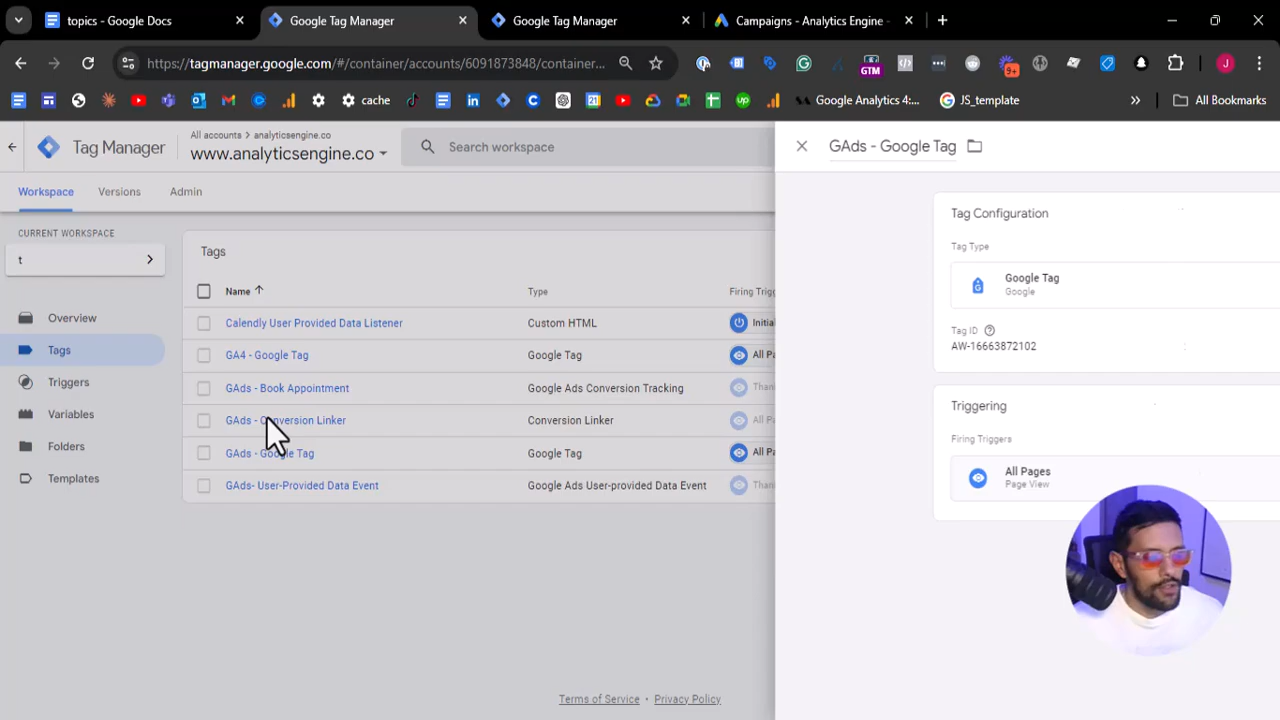 topics - Google Docs
Google Tag Manager
Google Tag Manager
Campaigns - Analytics Engine -
https://tagmanager.google.com/#/container/accounts/6091873848/container...
GTM
9+
J
cache
Google Analytics 4:...
JS_template
All Bookmarks
Tag Manager
All accounts > analyticsengine.co
www.analyticsengine.co
Search workspace
GAds - Google Tag
Workspace
Versions
Admin
CURRENT WORKSPACE
t
Overview
Tags
Triggers
Variables
Folders
Templates
Tags
Name
Type
Firing Trigg
Calendly User Provided Data Listener
Custom HTML
Initia
GA4 - Google Tag
Google Tag
All Pa
GAds - Book Appointment
Google Ads Conversion Tracking
Than
GAds - Conversion Linker
Conversion Linker
All Pa
GAds - Google Tag
Google Tag
All Pa
GAds- User-Provided Data Event
Google Ads User-provided Data Event
Than
Tag Configuration
Tag Type
Google Tag
Google
Tag ID
AW-16663872102
Triggering
Firing Triggers
All Pages
Page View
Terms of Service
Privacy Policy